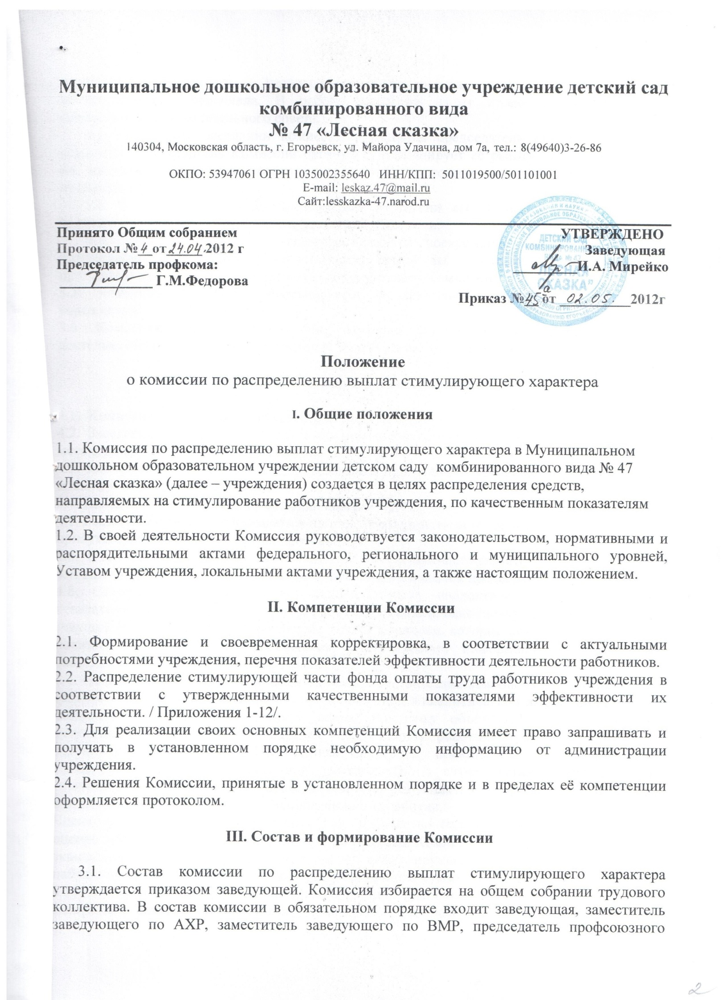 Муниципальное дошкольное образовательное учреждение детский сад
комбинированного вида
№ 47 «Лесная сказка»
140304, Московская область, г. Егорьевск, ул. Майора Удачина, дом 7а, тел.: 8(49640)3-26-86
ОКПО: 53947061 ОГРН 1035002355640 ИНН/КПП: 5011019500/501101001
E-mail: leskaz.47@mail.ru
Сайт:lesskazka-47.narod.ru
Принято Общим собранием
Протокол № 4 от 24.04.2012 г
Председатель профкома:
Г.М.Федорова
УТВЕРЖДЕНО
Заведующая
И.А. Мирейко
Приказ № 45а от 02.05. 2012г
ДЕТСКИЙ САД
КОМБИНИРОВАННОГО
ВИДА № 47
"ЛЕСНАЯ
СКАЗКА"
Положение
о комиссии по распределению выплат стимулирующего характера
I. Общие положения
1.1. Комиссия по распределению выплат стимулирующего характера в Муниципальном
дошкольном образовательном учреждении детском саду комбинированного вида № 47
«Лесная сказка» (далее – учреждения) создается в целях распределения средств,
направляемых на стимулирование работников учреждения, по качественным показателям
деятельности.
1.2. В своей деятельности Комиссия руководствуется законодательством, нормативными и
распорядительными актами федерального, регионального и муниципального уровней,
Уставом учреждения, локальными актами учреждения, а также настоящим положением.
II. Компетенции Комиссии
2.1. Формирование и своевременная корректировка, в соответствии с актуальными
потребностями учреждения, перечня показателей эффективности деятельности работников.
2.2. Распределение стимулирующей части фонда оплаты труда работников учреждения в
соответствии с утвержденными качественными показателями эффективности их
деятельности. / Приложения 1-12/.
2.3. Для реализации своих основных компетенций Комиссия имеет право запрашивать и
получать в установленном порядке необходимую информацию от администрации
учреждения.
2.4. Решения Комиссии, принятые в установленном порядке и в пределах её компетенции
оформляется протоколом.
III. Состав и формирование Комиссии
3.1. Состав комиссии по распределению выплат стимулирующего характера
утверждается приказом заведующей. Комиссия избирается на общем собрании трудового
коллектива. В состав комиссии в обязательном порядке входит заведующая, заместитель
заведующего по АХР, заместитель заведующего по ВМР, председатель профсоюзного
2